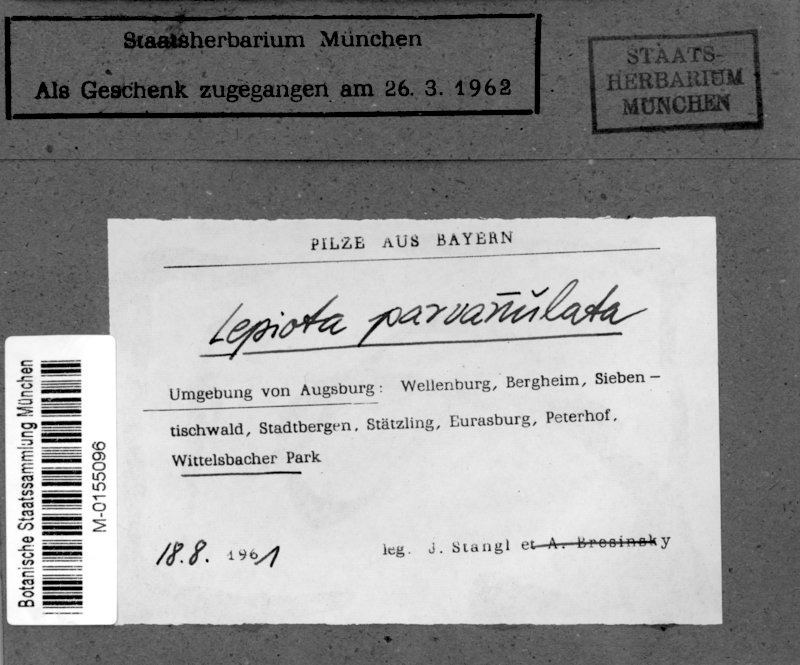 Staatsherbarium München
Als Geschenk zugegangen am 26. 3. 1962
STAATS-
HERBARIUM
MÜNCHEN
PILZE AUS BAYERN
Lepiota parvan̄ŭlata
Umgebung von Augsburg: Wellenburg, Bergheim, Sieben-
tischwald, Stadtbergen, Stätzling, Eurasburg, Peterhof,
Wittelsbacher Park
18.8. 1961
leg. J. Stangl et A. Bresinsky
Botanische Staatssammlung München
M-0155096